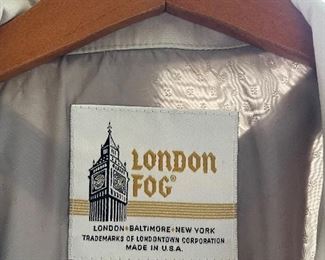 LONDON
FOG®
LONDON • BALTIMORE • NEW YORK
TRADEMARKS OF LONDONTOWN CORPORATION
MADE IN U.S.A.